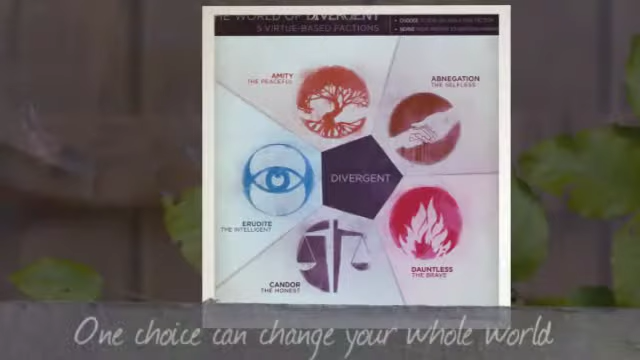 THE WORLD OF DIVERGENT
5 VIRTUE-BASED FACTIONS
AMITY
THE PEACEFUL
ABNEGATION
THE SELFLESS
DIVERGENT
ERUDITE
THE INTELLIGENT
CANDOR
THE HONEST
DAUNTLESS
THE BRAVE
One choice can change your whole world